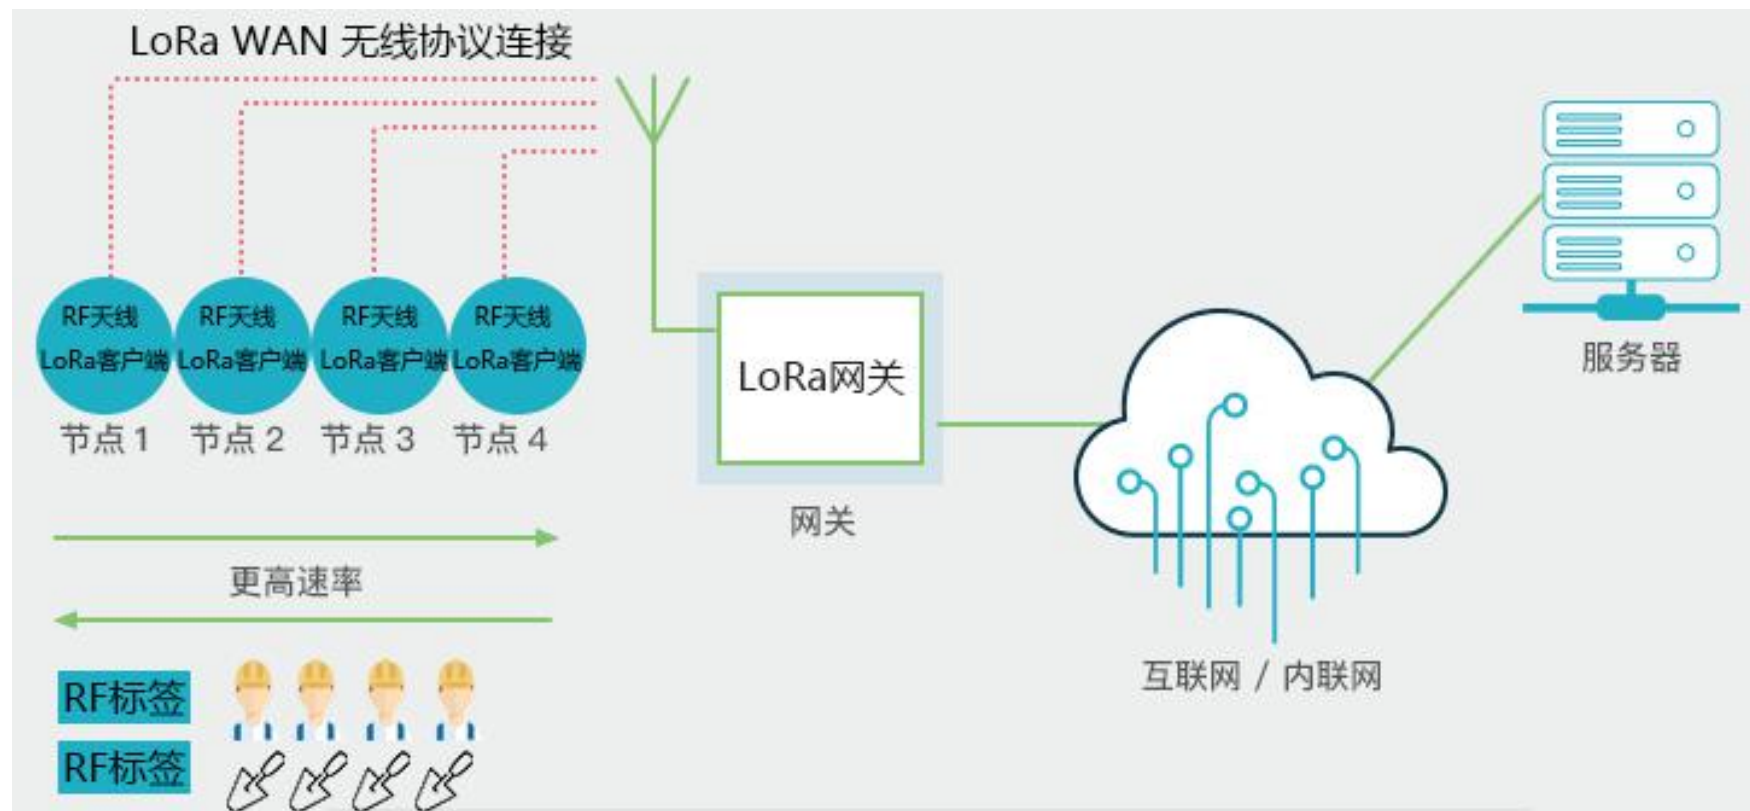 LoRa WAN 无线协议连接
RF天线
LoRa客户端
RF天线
LoRa客户端
RF天线
LoRa客户端
RF天线
LoRa客户端
节点 1
节点 2
节点 3
节点 4
LoRa网关
网关
服务器
更高速率
互联网 / 内联网
RF标签
RF标签